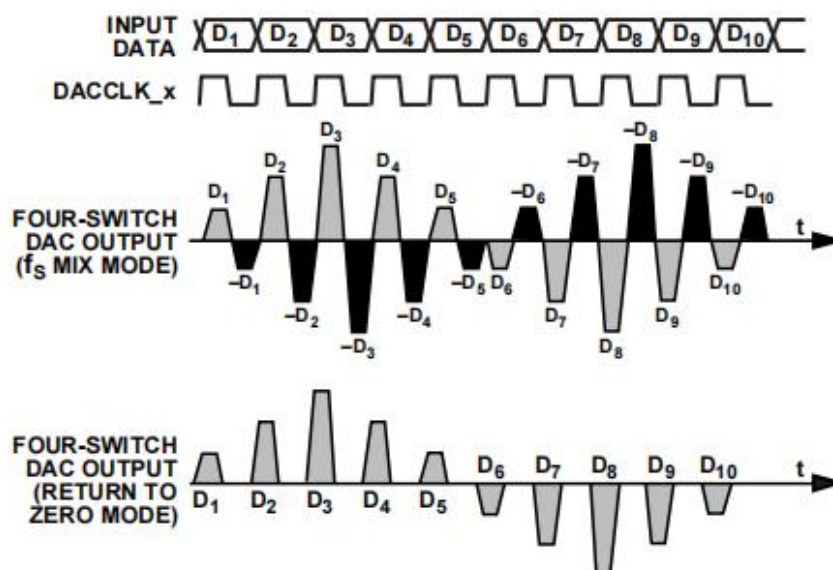 INPUT DATA
D1 D2 D3 D4 D5 D6 D7 D8 D9 D10
DACCLK_x
FOUR-SWITCH
DAC OUTPUT
(fS MIX MODE)
D1 D2 D3 D4 D5 –D6 –D7 –D8 –D9 –D10
t
–D1 –D2 –D3 –D4 –D5 D6 D7 D8 D9 D10
FOUR-SWITCH
DAC OUTPUT
(RETURN TO
ZERO MODE)
D6 D7 D8 D9 D10
t
D1 D2 D3 D4 D5